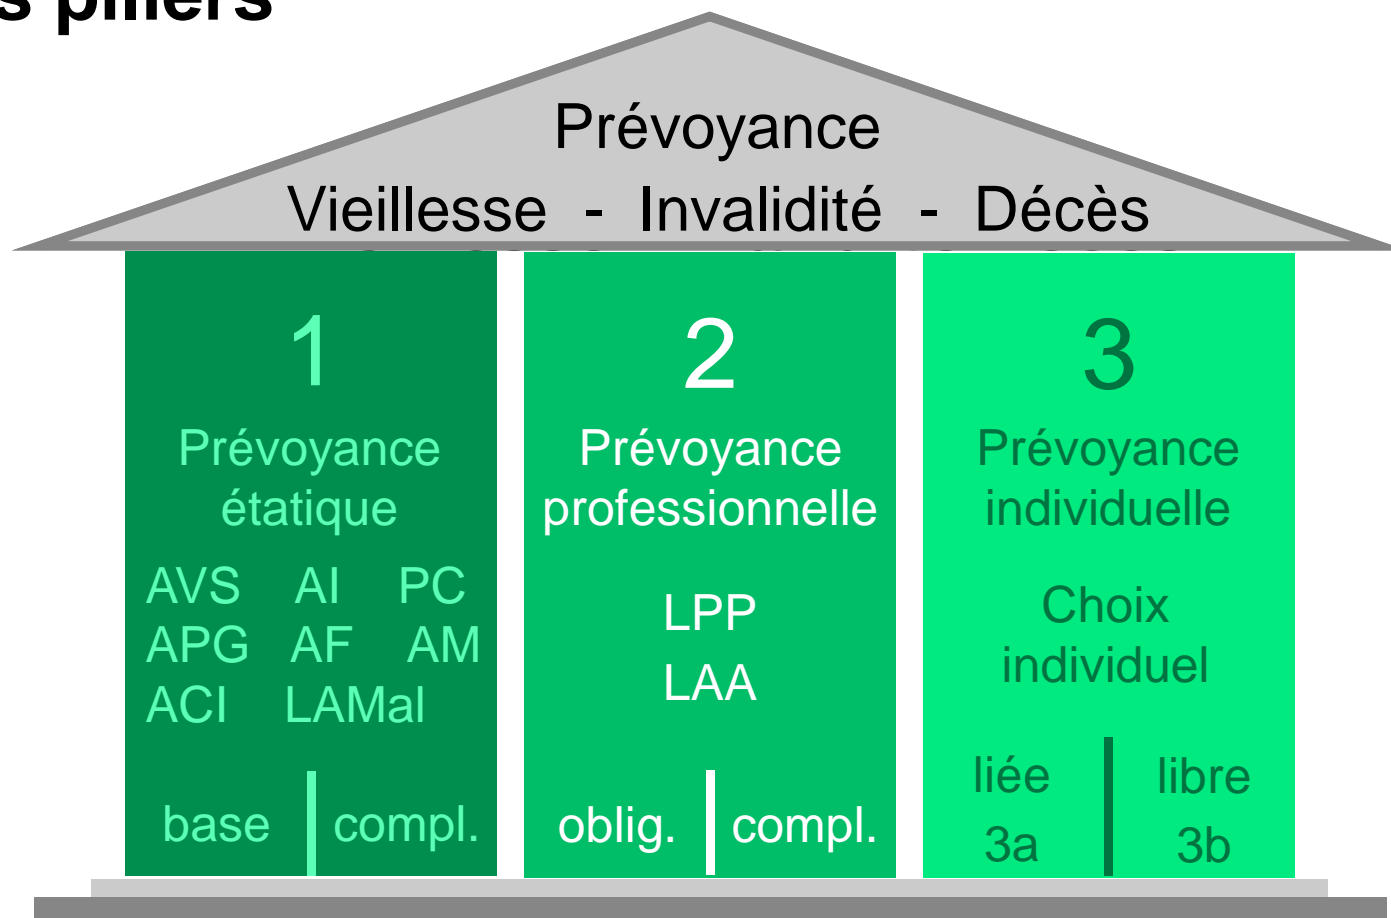 s piliers
Prévoyance
Vieillesse - Invalidité - Décès
1
Prévoyance
étatique
AVS AI PC
APG AF AM
ACI LAMal
base compl.
2
Prévoyance
professionnelle
LPP
LAA
oblig. compl.
3
Prévoyance
individuelle
Choix
individuel
liée libre
3a 3b